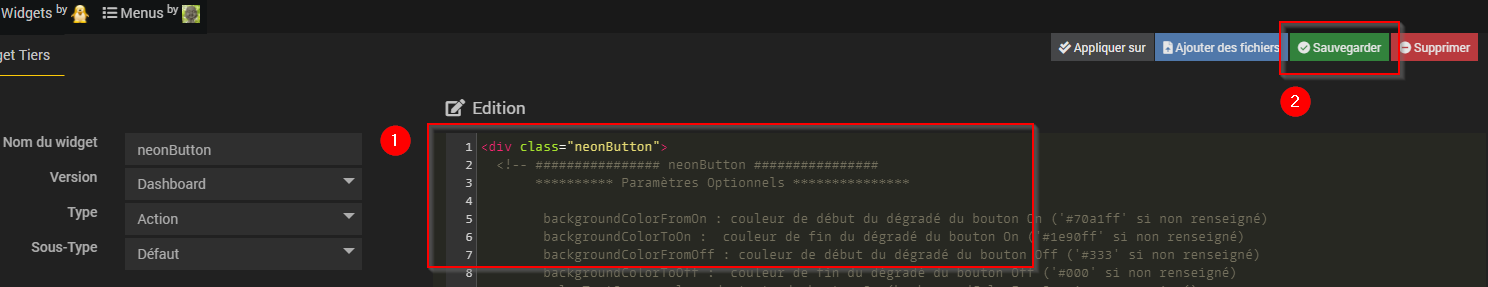 Widgets by Menus by
get Tiers
Appliquer sur Ajouter des fichiers Sauvegarder Supprimer
2
Edition
1
Nom du widget neonButton
Version Dashboard
Type Action
Sous-Type Défaut
1 <div class="neonButton">
2 <!-- ################ neonButton ################
3 ********** Paramètres Optionnels ***************
4
5 backgroundColorFromOn : couleur de début du dégradé du bouton On ('#70a1ff' si non renseigné)
6 backgroundColorToOn : couleur de fin du dégradé du bouton On ('#1e90ff' si non renseigné)
7 backgroundColorFromOff : couleur de début du dégradé du bouton Off ('#333' si non renseigné)
8 backgroundColorToOff : couleur de fin du dégradé du bouton Off ('#000' si non renseigné)